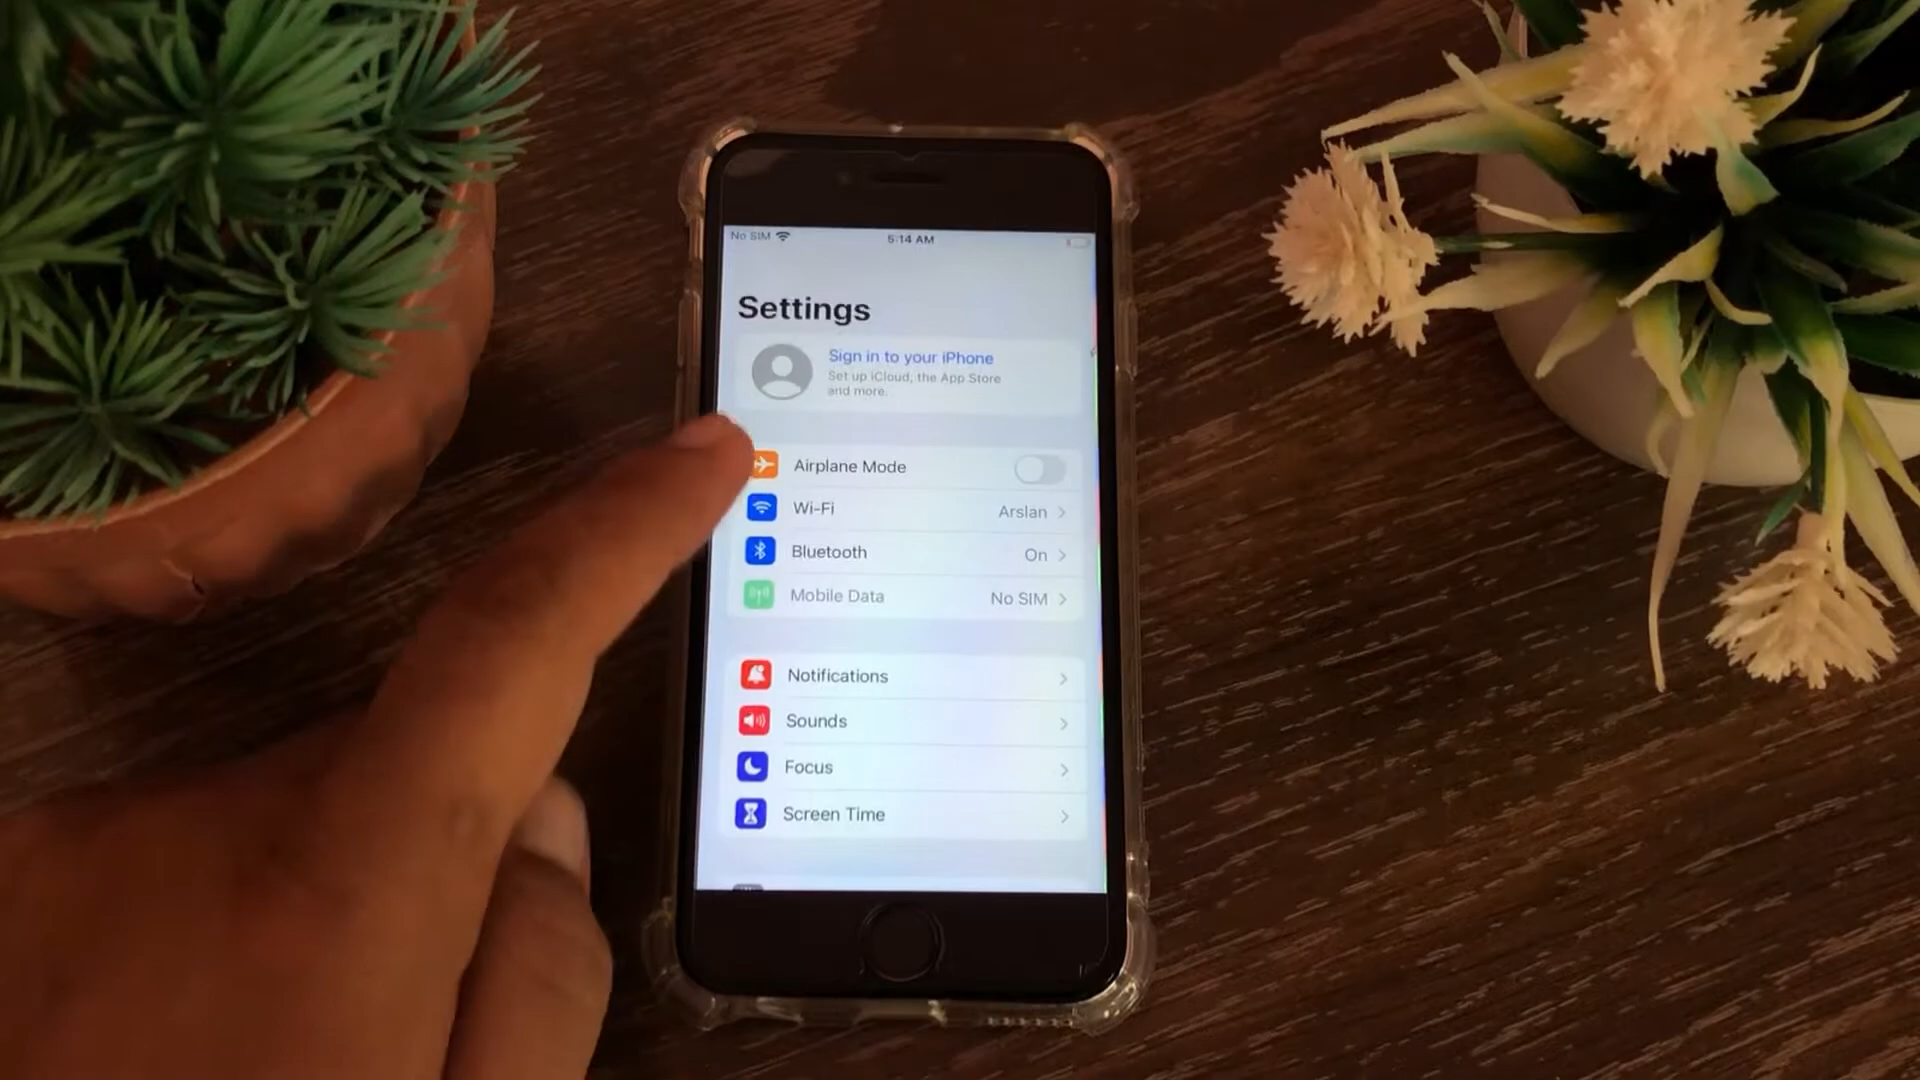 No SIM 5:14 AM
Settings
Sign in to your iPhone
Set up iCloud, the App Store
and more.
Airplane Mode
Wi-Fi Arslan
Bluetooth On
Mobile Data No SIM
Notifications
Sounds
Focus
Screen Time